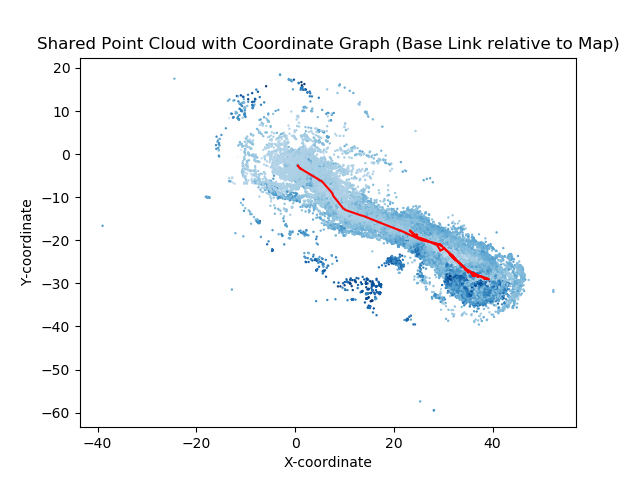 Shared Point Cloud with Coordinate Graph (Base Link relative to Map)
20
10
0
−10
−20
−30
−40
−50
−60
Y-coordinate
−40 −20 0 20 40
X-coordinate